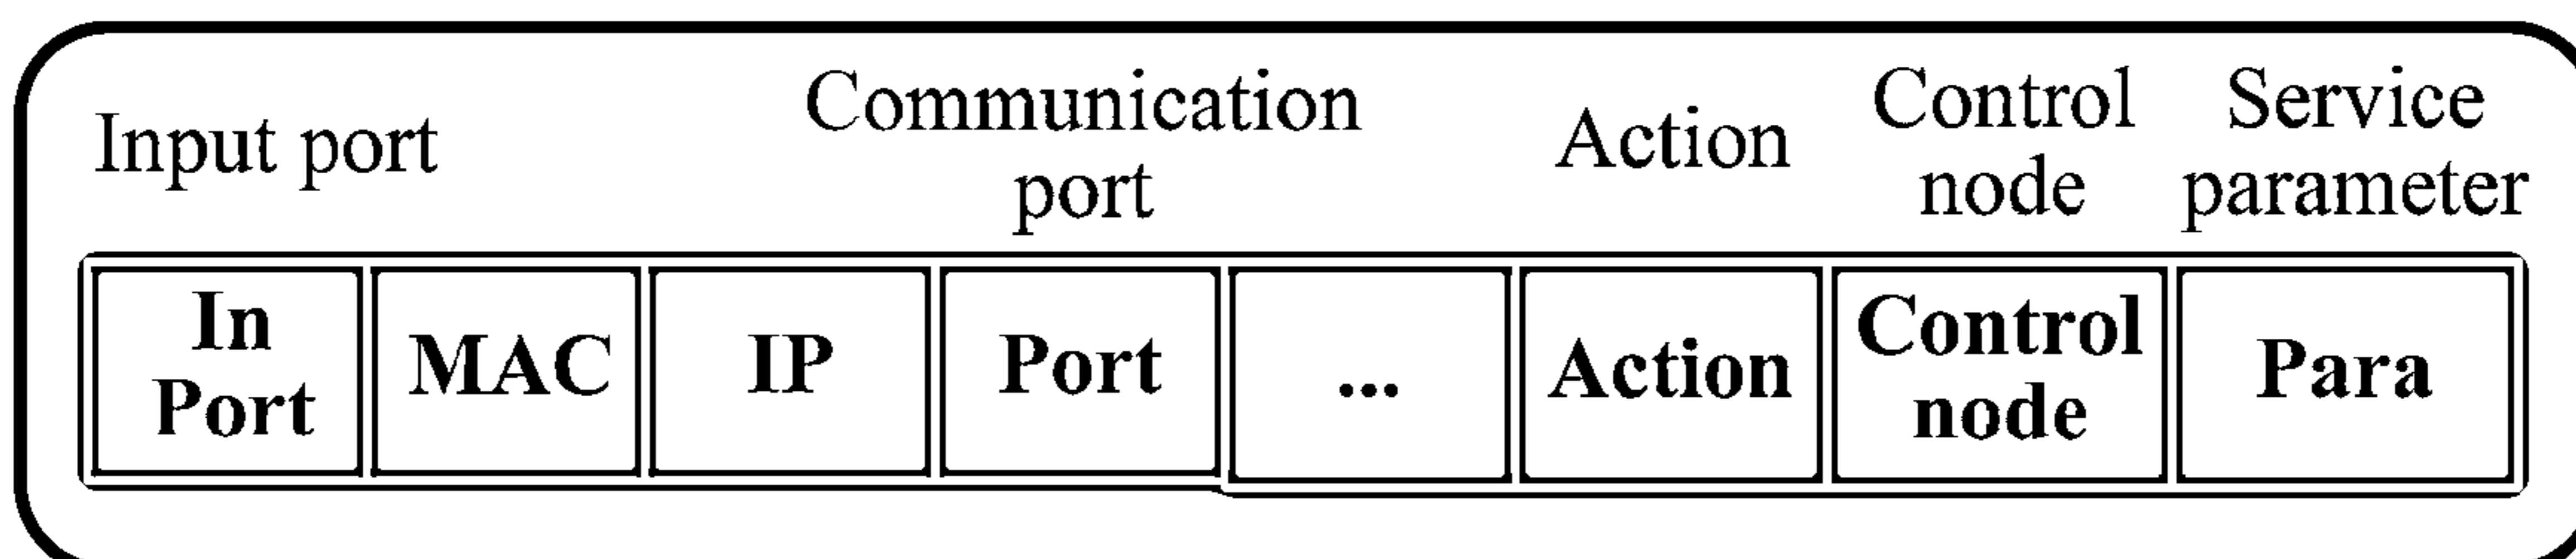 Input port
Communication
port
Action
Control
node
Service
parameter
In
Port
MAC
IP
Port
...
Action
Control
node
Para